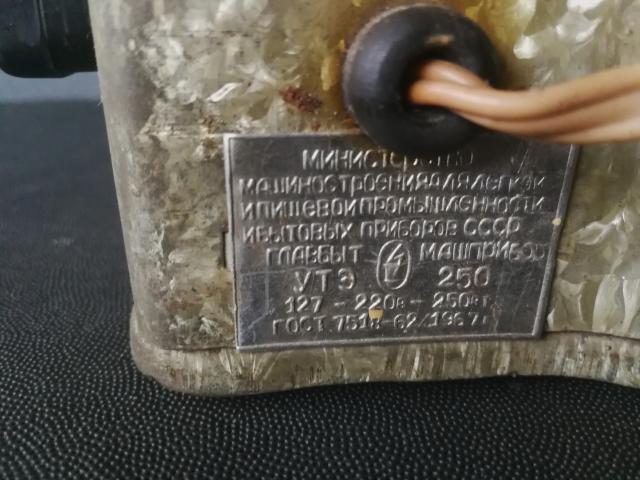 МИНИСТЕРСТВО
МАШИНОСТРОЕНИЯ ДЛЯ ЛЕГКОЙ
И ПИЩЕВОЙ ПРОМЫШЛЕННОСТИ
И БЫТОВЫХ ПРИБОРОВ СССР
ГЛАВБЫТ МАШПРИБОР
УТЭ 250
127 - 220в - 250вт
ГОСТ 7518-62/1967г